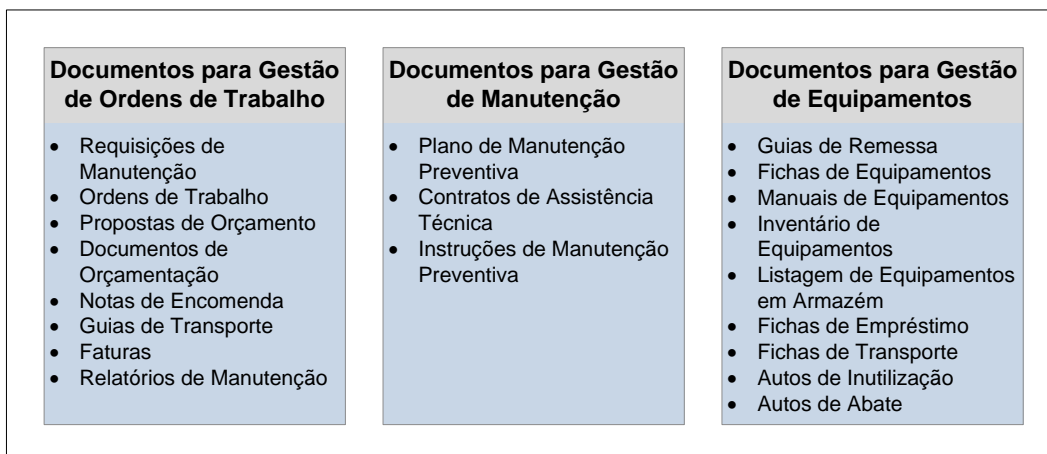 Documentos para Gestão
de Ordens de Trabalho
• Requisições de
Manutenção
• Ordens de Trabalho
• Propostas de Orçamento
• Documentos de
Orçamentação
• Notas de Encomenda
• Guias de Transporte
• Faturas
• Relatórios de Manutenção
Documentos para Gestão
de Manutenção
• Plano de Manutenção
Preventiva
• Contratos de Assistência
Técnica
• Instruções de Manutenção
Preventiva
Documentos para Gestão
de Equipamentos
• Guias de Remessa
• Fichas de Equipamentos
• Manuais de Equipamentos
• Inventário de
Equipamentos
• Listagem de Equipamentos
em Armazém
• Fichas de Empréstimo
• Fichas de Transporte
• Autos de Inutilização
• Autos de Abate